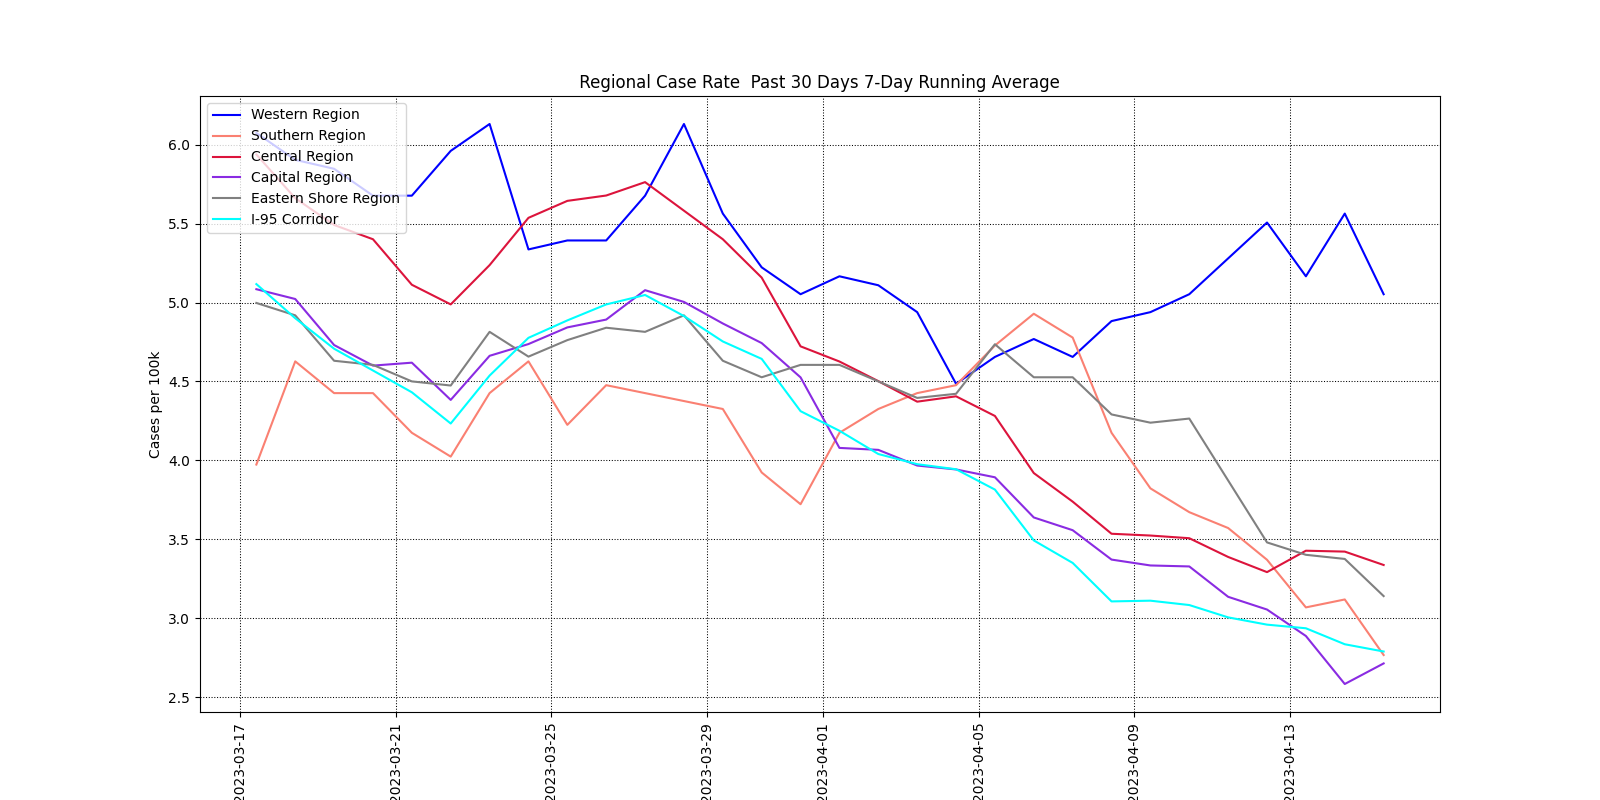 Regional Case Rate  Past 30 Days 7-Day Running Average
Western Region
Southern Region
Central Region
Capital Region
Eastern Shore Region
I-95 Corridor
Cases per 100k
6.0
5.5
5.0
4.5
4.0
3.5
3.0
2.5
2023-03-17
2023-03-21
2023-03-25
2023-03-29
2023-04-01
2023-04-05
2023-04-09
2023-04-13